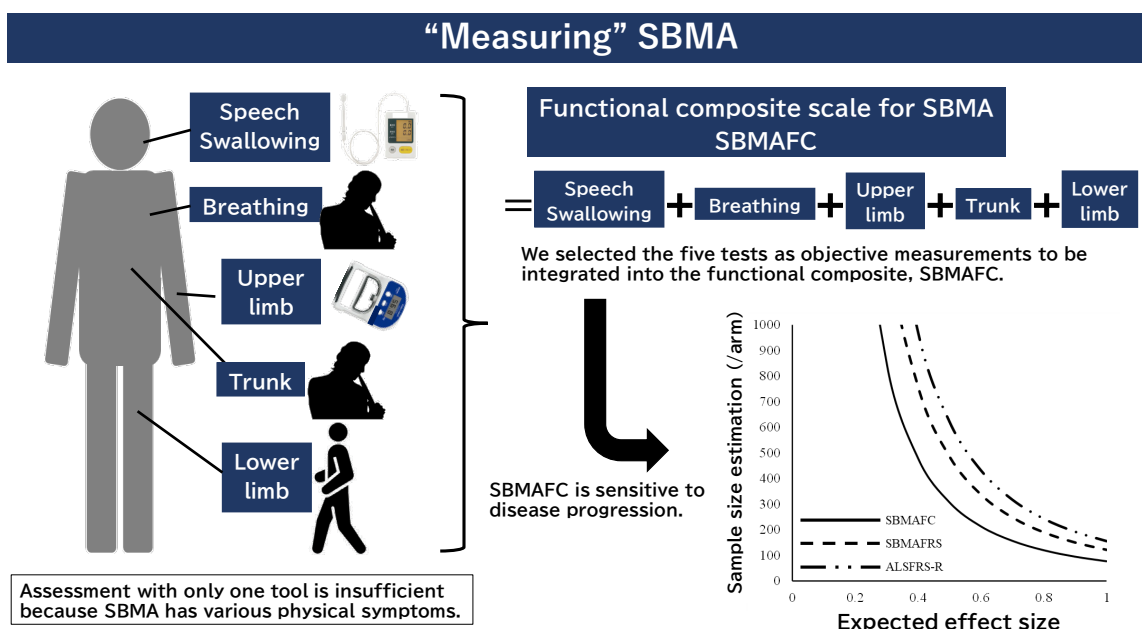 “Measuring” SBMA
Speech
Swallowing
Breathing
Upper
limb
Trunk
Lower
limb
Assessment with only one tool is insufficient
because SBMA has various physical symptoms.
Functional composite scale for SBMA
SBMAFC
=
Speech
Swallowing
+
Breathing
+
Upper
limb
+
Trunk
+
Lower
limb
We selected the five tests as objective measurements to be
integrated into the functional composite, SBMAFC.
SBMAFC is sensitive to
disease progression.
Sample size estimation (/arm)
1000
900
800
700
600
500
400
300
200
100
0
SBMAFC
SBMAFRS
ALSFRS-R
0
0.2
0.4
0.6
0.8
1
Expected effect size